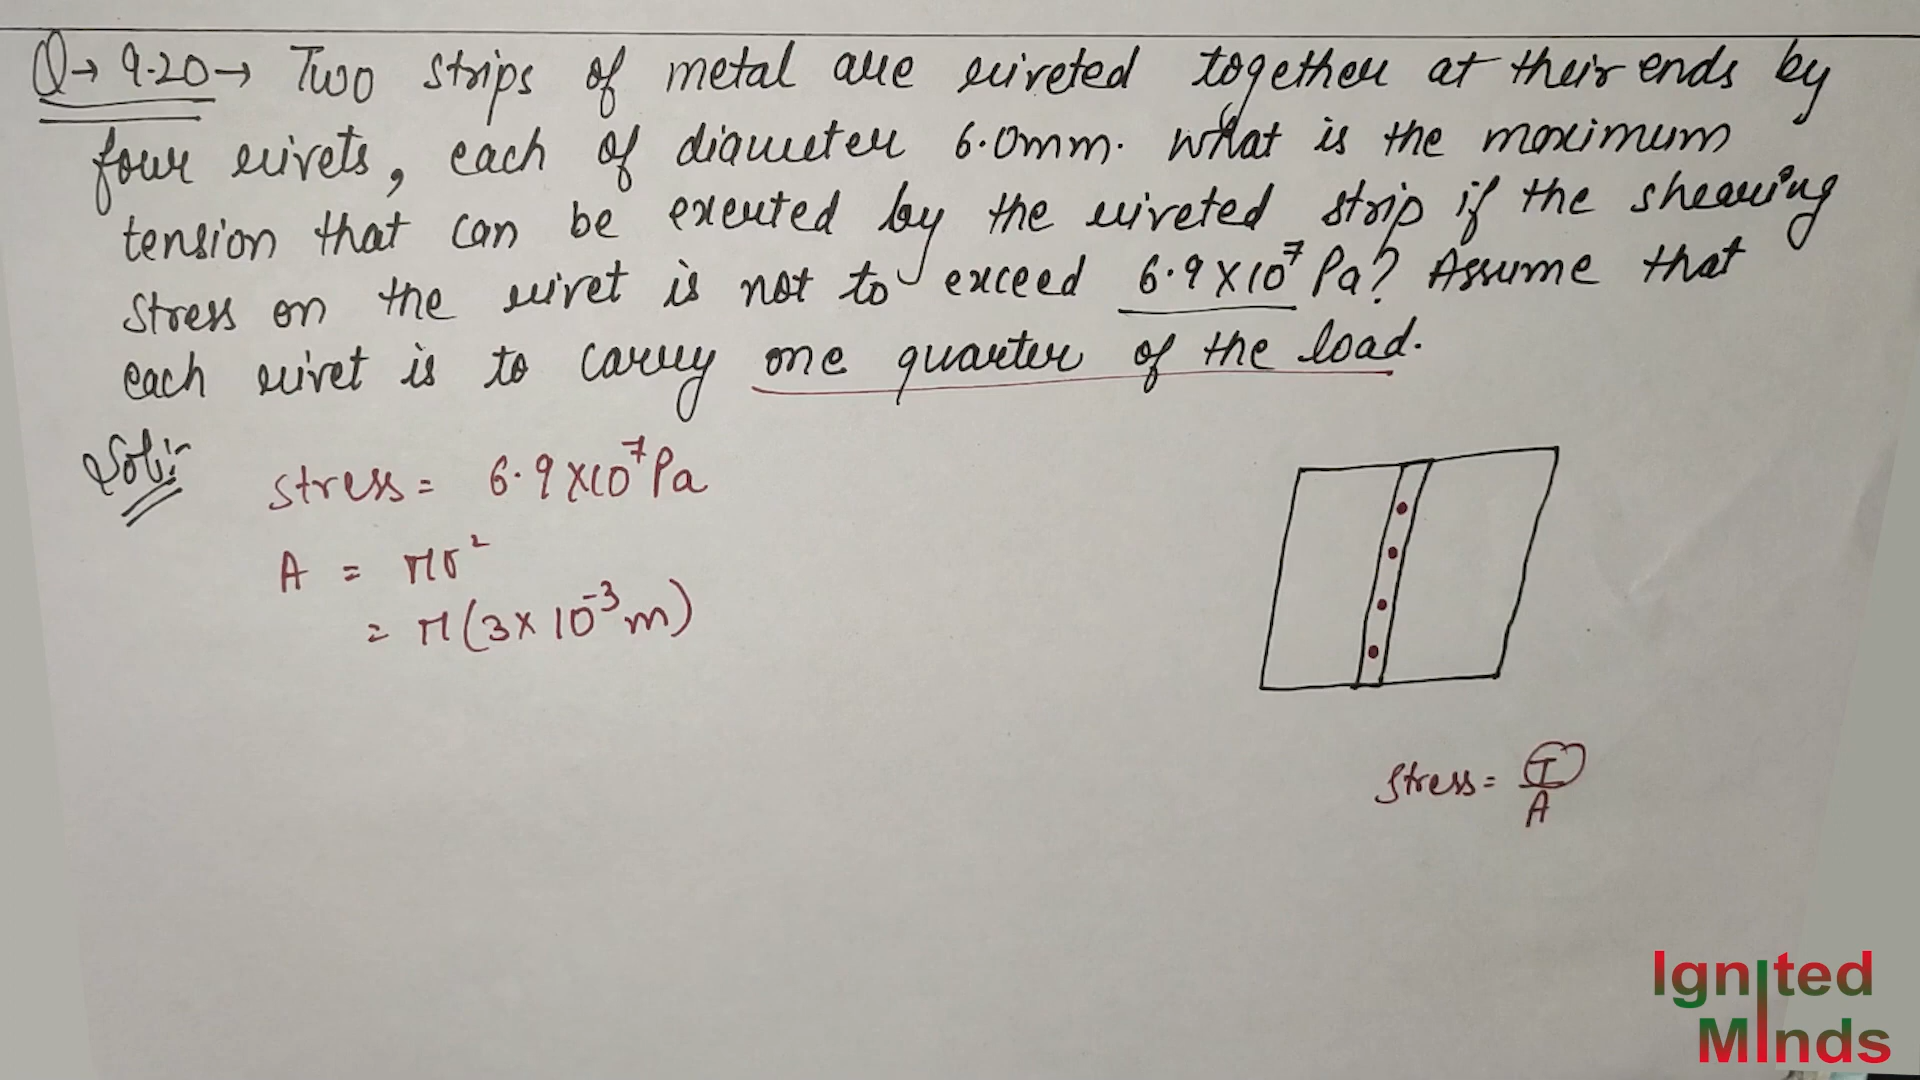 Q→ 9.20→ Two strips of metal are riveted together at their ends by
four rivets, each of diameter 6.0mm. What is the maximum
tension that can be exerted by the riveted strip if the shearing
stress on the rivet is not to exceed 6.9×10⁷ Pa? Assume that
each rivet is to carry one quarter of the load.
Sol:-
stress = 6.9×10⁷ Pa
A = πr²
= π(3×10⁻³m)
Stress = T/A
Ignited
Minds